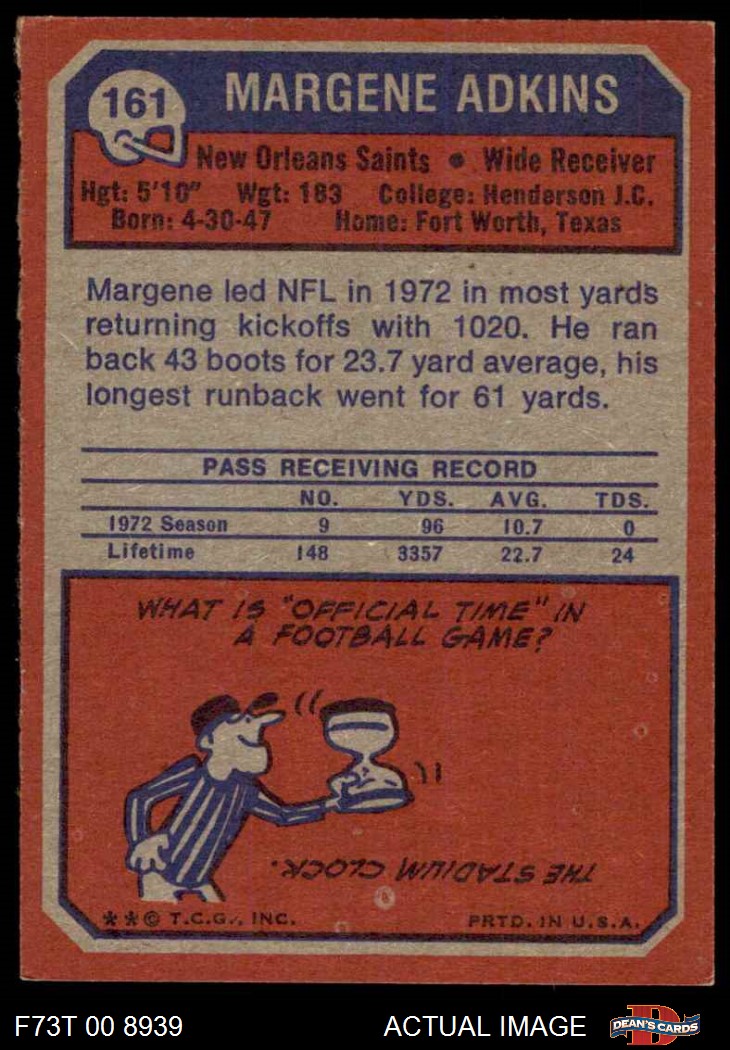 161
MARGENE ADKINS
New Orleans Saints • Wide Receiver
Hgt: 5'10" Wgt: 183 College: Henderson J.C.
Born: 4-30-47 Home: Fort Worth, Texas
Margene led NFL in 1972 in most yards
returning kickoffs with 1020. He ran
back 43 boots for 23.7 yard average, his
longest runback went for 61 yards.
PASS RECEIVING RECORD
NO. YDS. AVG. TDS.
1972 Season 9 96 10.7 0
Lifetime 148 3357 22.7 24
WHAT IS "OFFICIAL TIME" IN
A FOOTBALL GAME?
THE STADIUM CLOCK.
**© T.C.G., INC. PRTD. IN U.S.A.
F73T 00 8939 ACTUAL IMAGE D DEAN'S CARDS